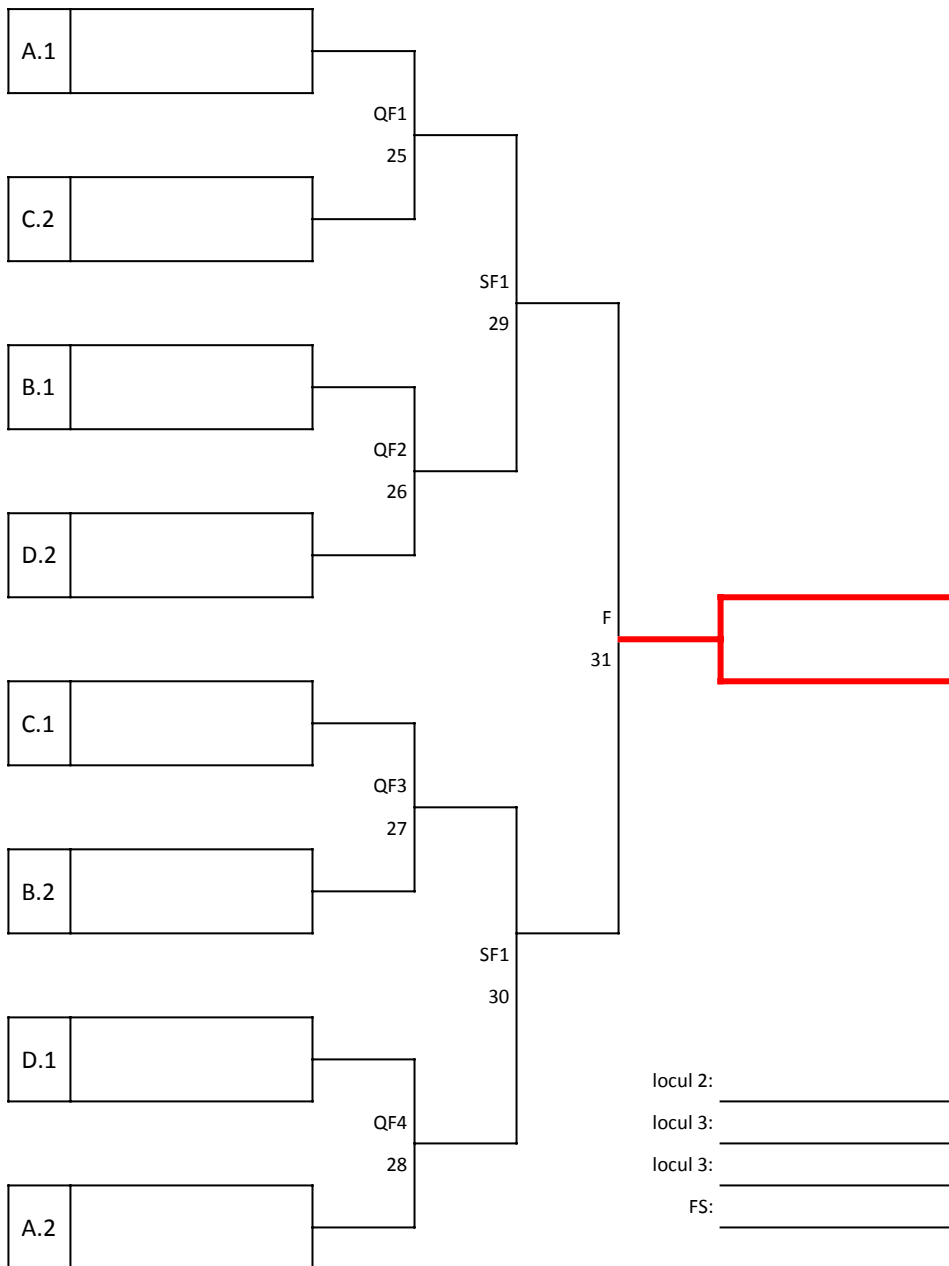 A.1
QF1
25
C.2
SF1
29
B.1
QF2
26
D.2
F
31
C.1
QF3
27
B.2
SF1
30
D.1
locul 2:
QF4
locul 3:
28
locul 3:
A.2
FS: